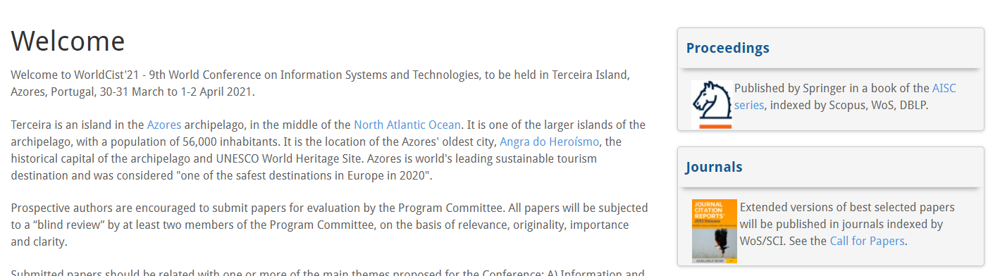 Welcome
Welcome to WorldCist'21 - 9th World Conference on Information Systems and Technologies, to be held in Terceira Island,
Azores, Portugal, 30-31 March to 1-2 April 2021.
Terceira is an island in the Azores archipelago, in the middle of the North Atlantic Ocean. It is one of the larger islands of the
archipelago, with a population of 56,000 inhabitants. It is the location of the Azores' oldest city, Angra do Heroísmo, the
historical capital of the archipelago and UNESCO World Heritage Site. Azores is world's leading sustainable tourism
destination and was considered "one of the safest destinations in Europe in 2020".
Prospective authors are encouraged to submit papers for evaluation by the Program Committee. All papers will be subjected
to a “blind review” by at least two members of the Program Committee, on the basis of relevance, originality, importance
and clarity.
Submitted papers should be related with one or more of the main themes proposed for the Conference: A) Information and
Proceedings
Published by Springer in a book of the AISC
series, indexed by Scopus, WoS, DBLP.
Journals
JOURNAL
CITATION
REPORTS
2013 Release
Extended versions of best selected papers
will be published in journals indexed by
WoS/SCI. See the Call for Papers.